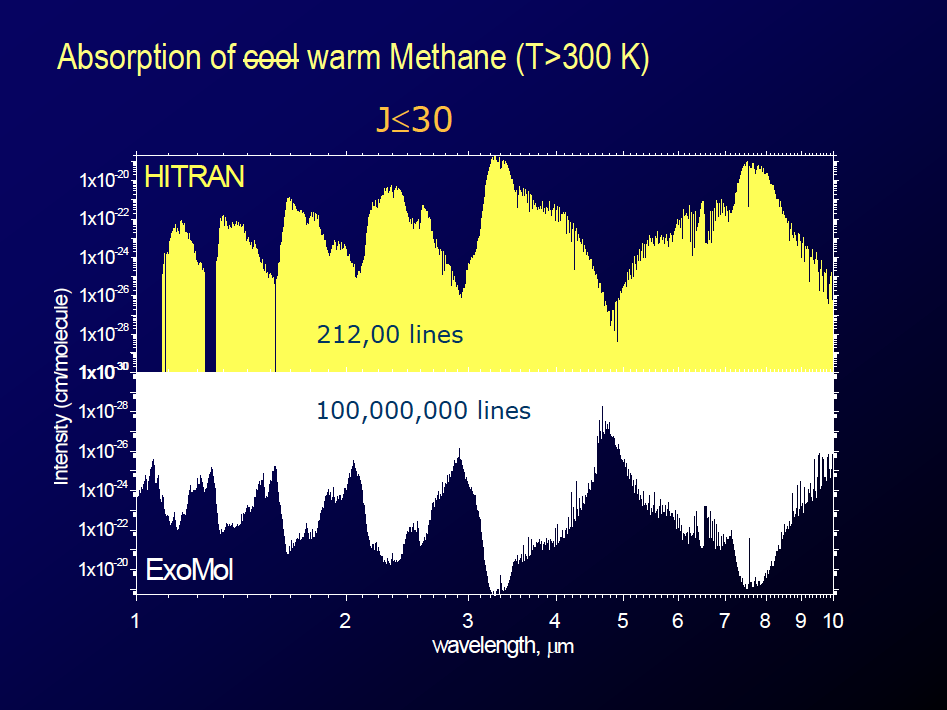 Absorption of cool warm Methane (T>300 K)
J≤30
HITRAN
1x10^-20
1x10^-22
1x10^-24
1x10^-26
1x10^-28
1x10^-30
212,00 lines
100,000,000 lines
1x10^-28
1x10^-26
1x10^-24
1x10^-22
1x10^-20
ExoMol
Intensity (cm/molecule)
1 2 3 4 5 6 7 8 9 10
wavelength, μm